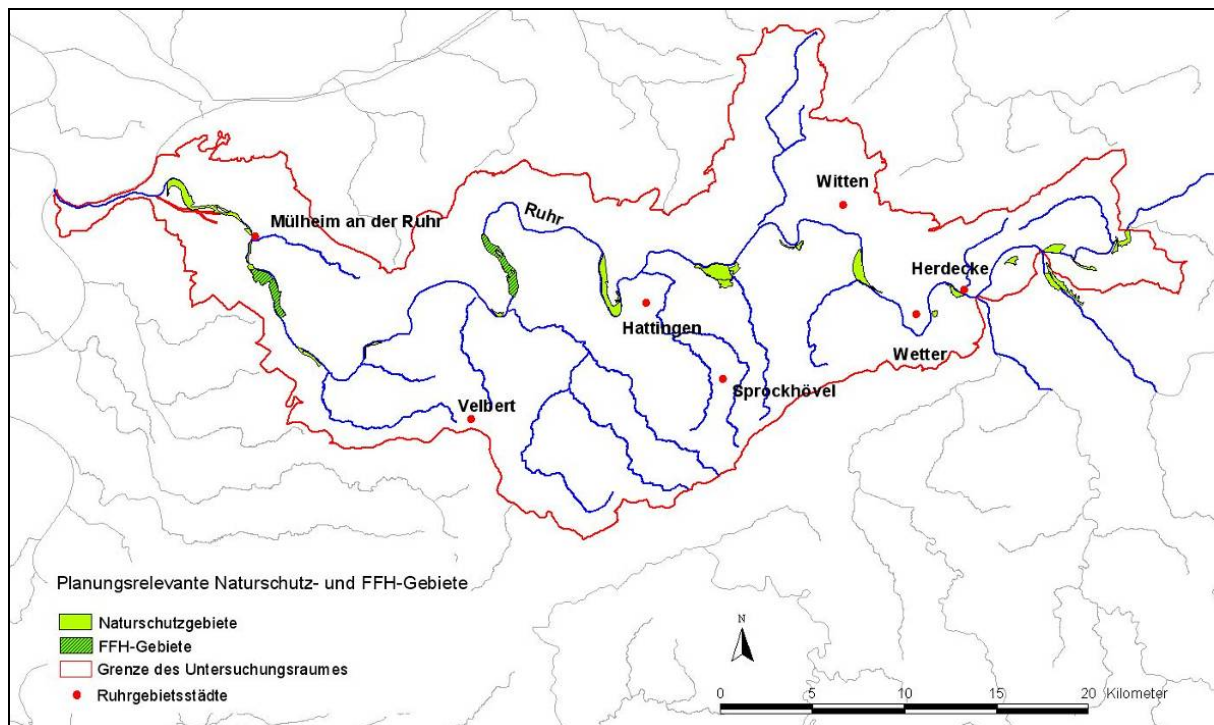 Witten
Mülheim an der Ruhr
Ruhr
Herdecke
Hattingen
Wetter
Sprockhövel
Velbert
Planungsrelevante Naturschutz- und FFH-Gebiete
Naturschutzgebiete
FFH-Gebiete
Grenze des Untersuchungsraumes
Ruhrgebietsstädte
N
0 5 10 15 20 Kilometer